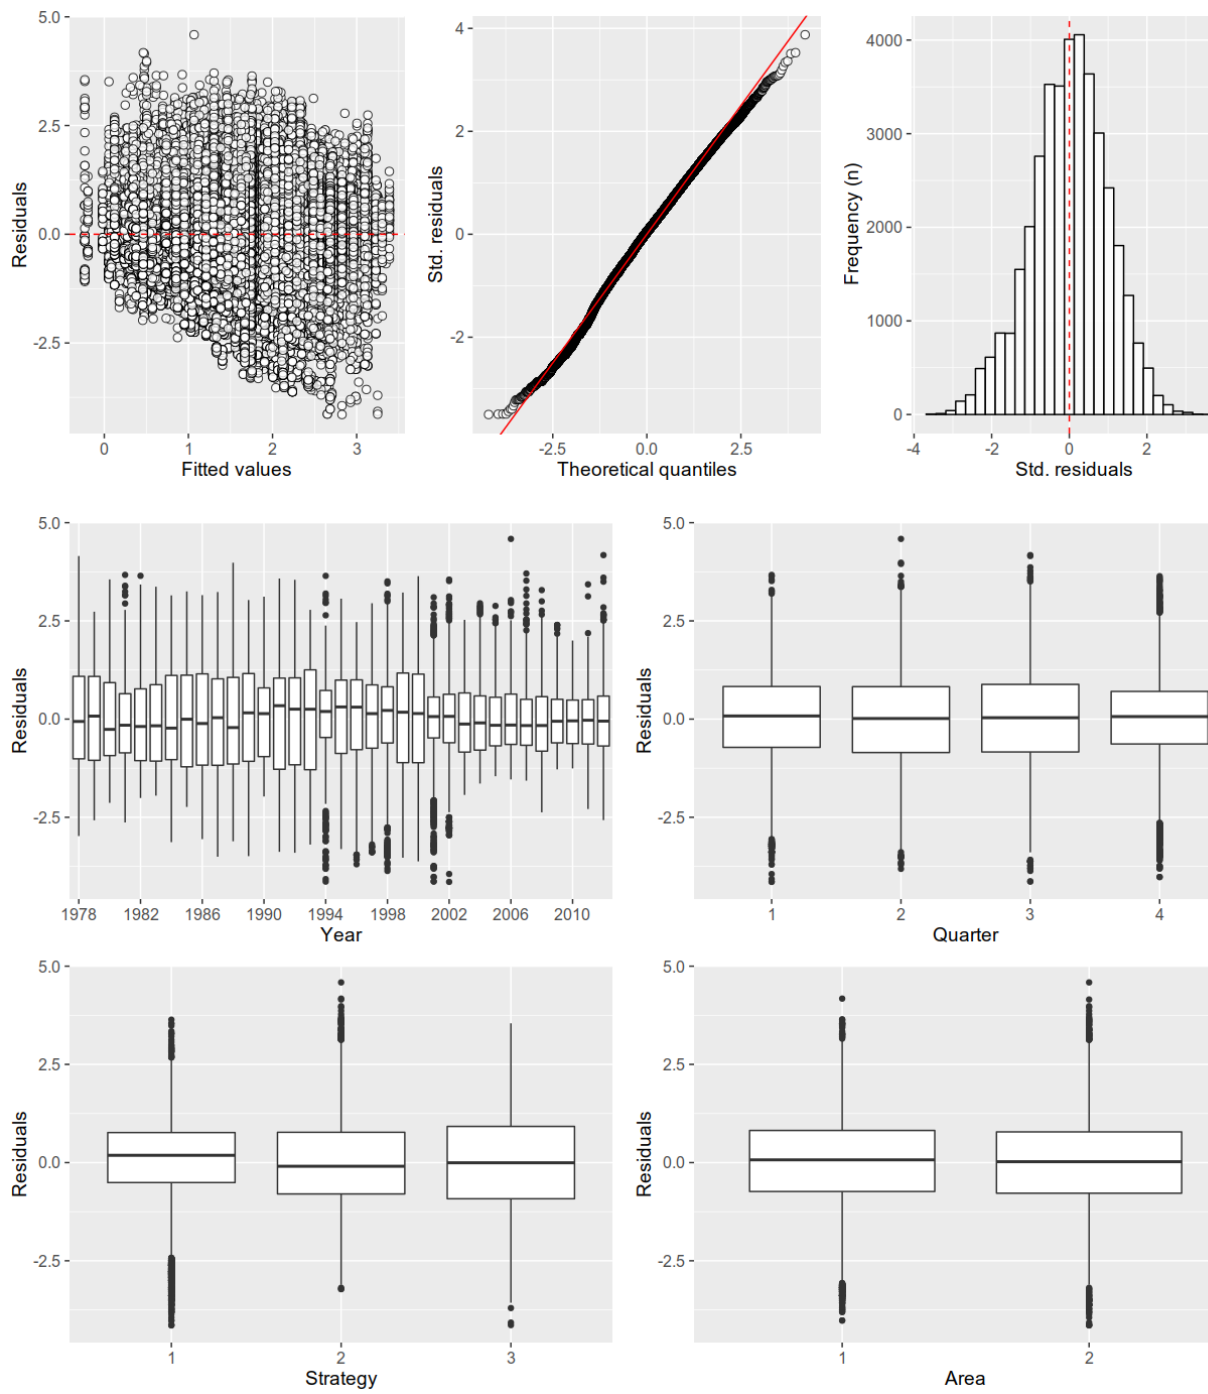 5.0
2.5
0.0
-2.5
Residuals
0 1 2 3
Fitted values
4
2
0
-2
Std. residuals
-2.5 0.0 2.5
Theoretical quantiles
4000
3000
2000
1000
0
Frequency (n)
-4 -2 0 2
Std. residuals
5.0
2.5
0.0
-2.5
Residuals
1978 1982 1986 1990 1994 1998 2002 2006 2010
Year
5.0
2.5
0.0
-2.5
Residuals
1 2 3 4
Quarter
5.0
2.5
0.0
-2.5
Residuals
1 2 3
Strategy
5.0
2.5
0.0
-2.5
Residuals
1 2
Area